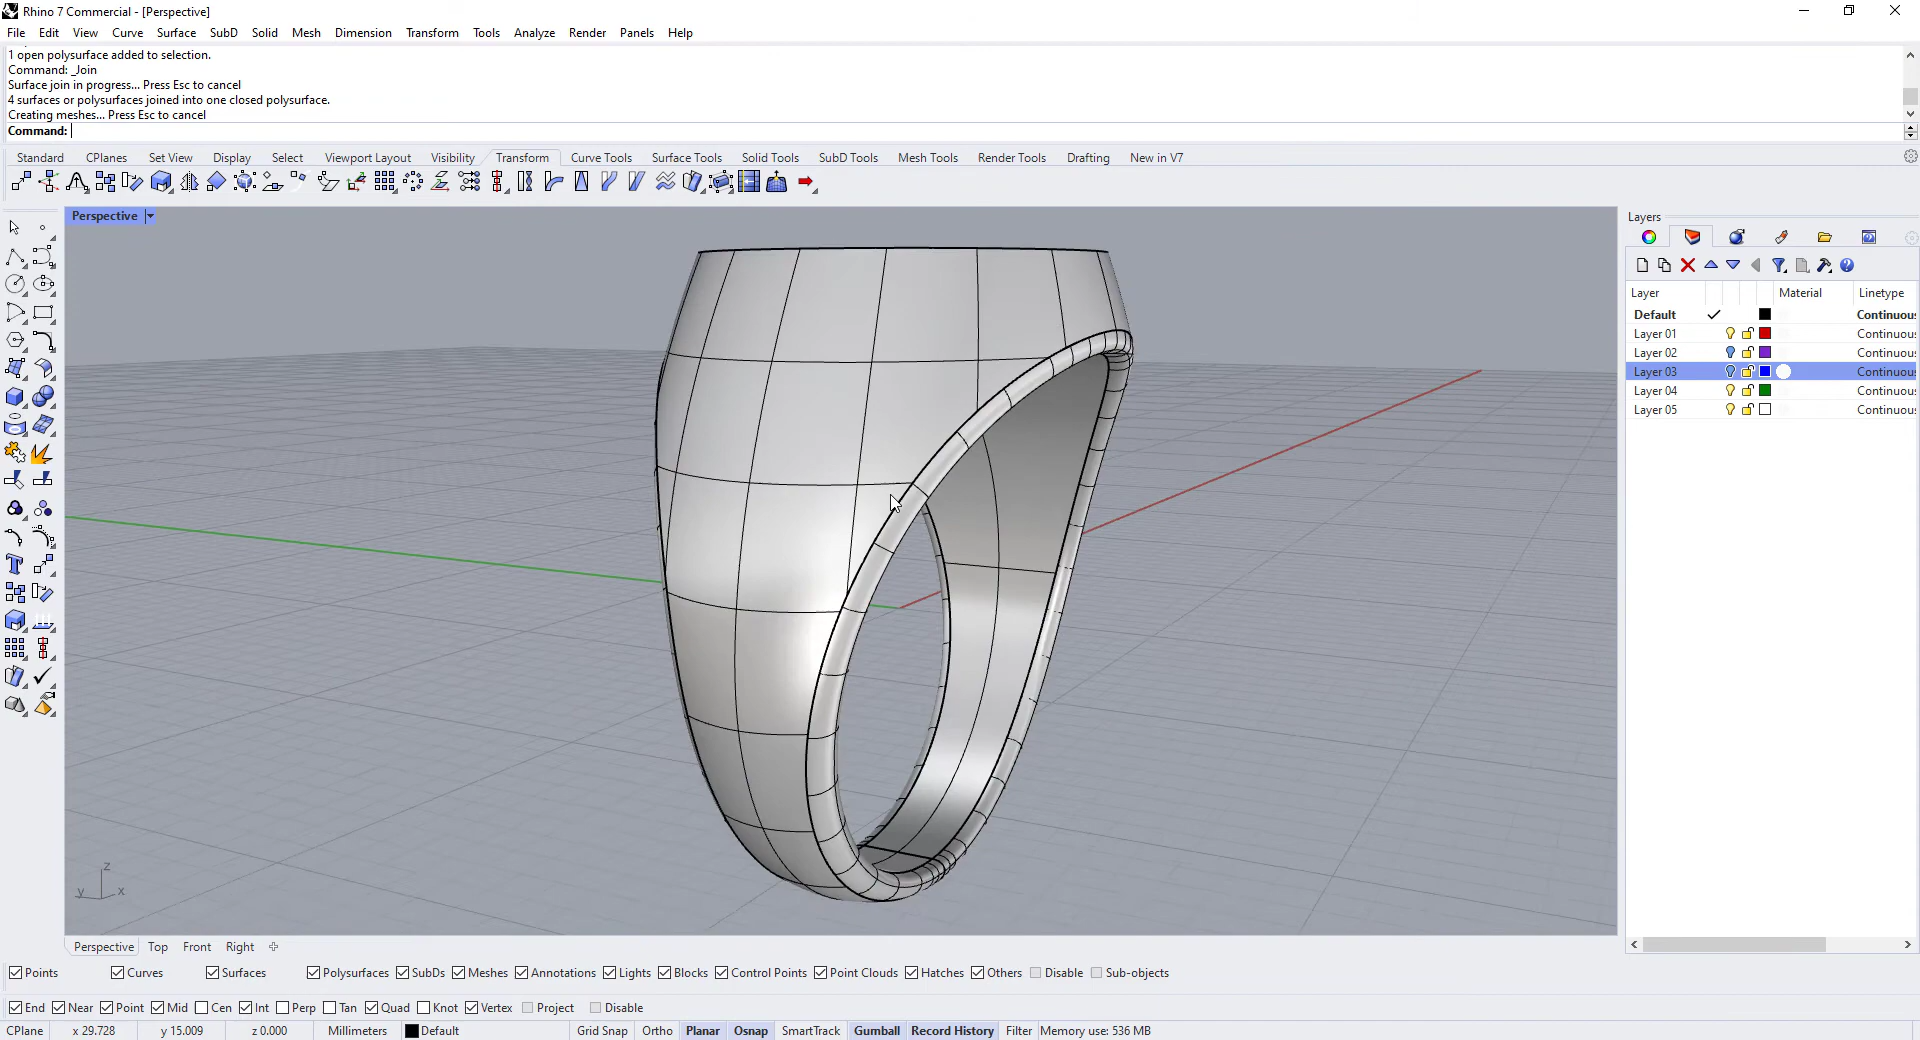 Rhino 7 Commercial - [Perspective]
File Edit View Curve Surface SubD Solid Mesh Dimension Transform Tools Analyze Render Panels Help
1 open polysurface added to selection.
Command: _Join
Surface join in progress... Press Esc to cancel
4 surfaces or polysurfaces joined into one closed polysurface.
Creating meshes... Press Esc to cancel
Command:
Standard CPlanes Set View Display Select Viewport Layout Visibility Transform Curve Tools Surface Tools Solid Tools SubD Tools Mesh Tools Render Tools Drafting New in V7
Perspective
Layers
Layer Material Linetype
Default Continuous
Layer 01 Continuous
Layer 02 Continuous
Layer 03 Continuous
Layer 04 Continuous
Layer 05 Continuous
z
y x
Perspective Top Front Right
Points Curves Surfaces Polysurfaces SubDs Meshes Annotations Lights Blocks Control Points Point Clouds Hatches Others Disable Sub-objects
End Near Point Mid Cen Int Perp Tan Quad Knot Vertex Project Disable
CPlane x 29.728 y 15.009 z 0.000 Millimeters Default Grid Snap Ortho Planar Osnap SmartTrack Gumball Record History Filter Memory use: 536 MB